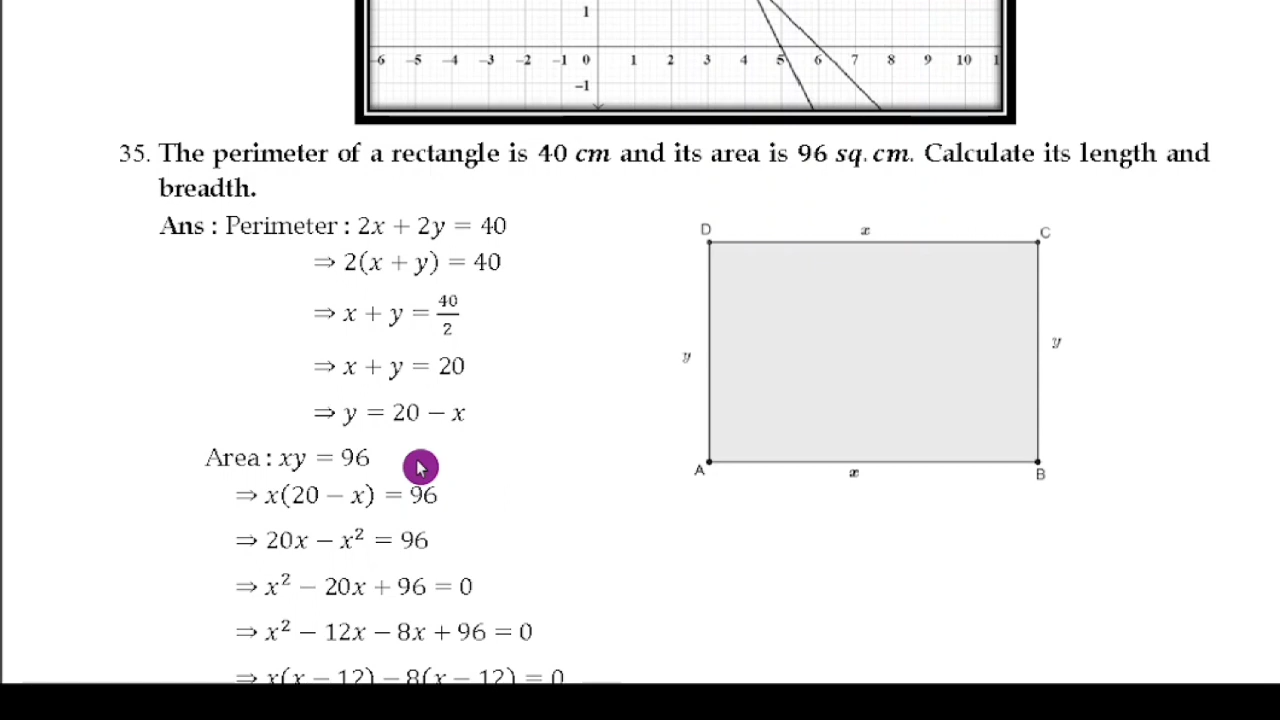 1
-6 -5 -4 -3 -2 -1 0 1 2 3 4 5 6 7 8 9 10 1
-1
35. The perimeter of a rectangle is 40 cm and its area is 96 sq. cm. Calculate its length and
breadth.
Ans : Perimeter : 2x + 2y = 40
⇒ 2(x + y) = 40
⇒ x + y = 40/2
⇒ x + y = 20
⇒ y = 20 − x
Area : xy = 96
⇒ x(20 − x) = 96
⇒ 20x − x² = 96
⇒ x² − 20x + 96 = 0
⇒ x² − 12x − 8x + 96 = 0
⇒ x(x − 12) − 8(x − 12) = 0
D x C
y y
A x B